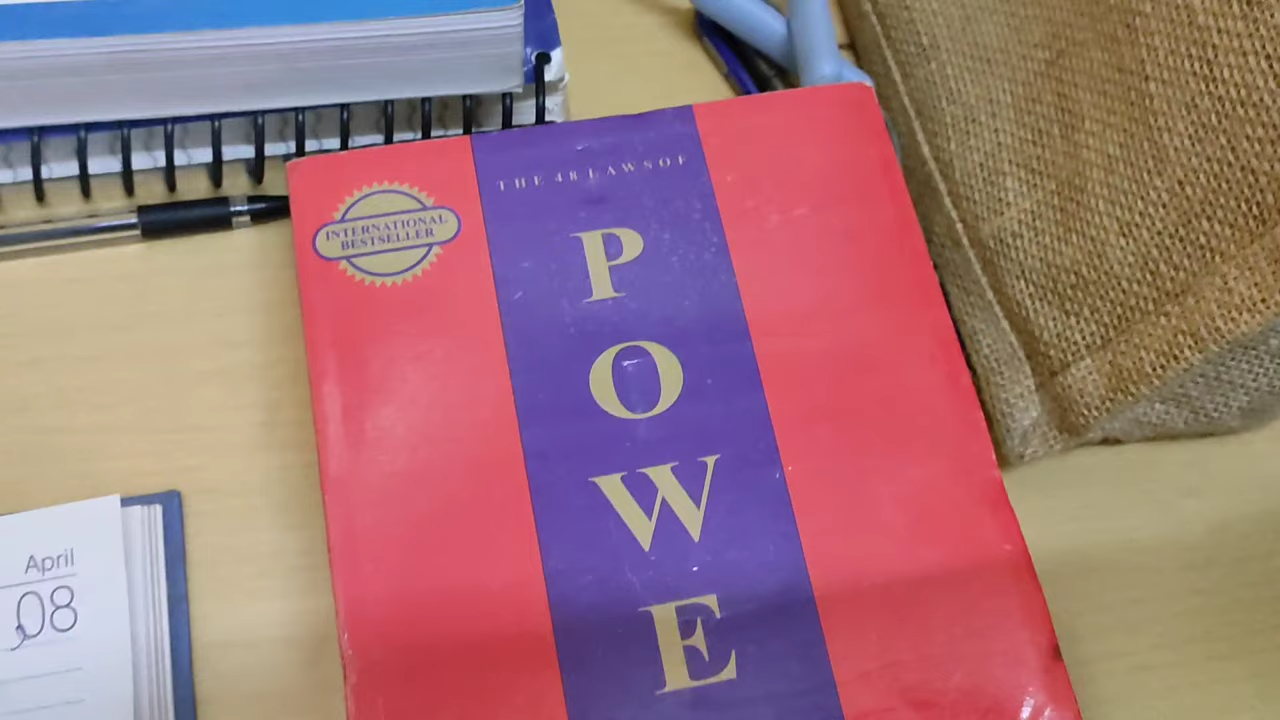 THE 48 LAWS OF
INTERNATIONAL
BESTSELLER
P
O
W
E
April
08